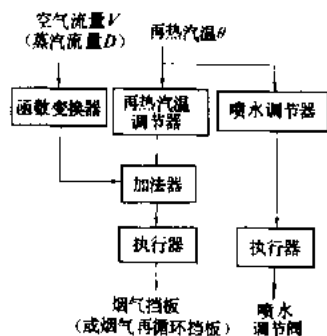 空气流量V
(蒸汽流量D)
再热汽温θ
函数变换器
再热汽温
调节器
喷水调节器
加法器
执行器
执行器
烟气挡板
(或烟气再循环挡板)
喷水
调节阀